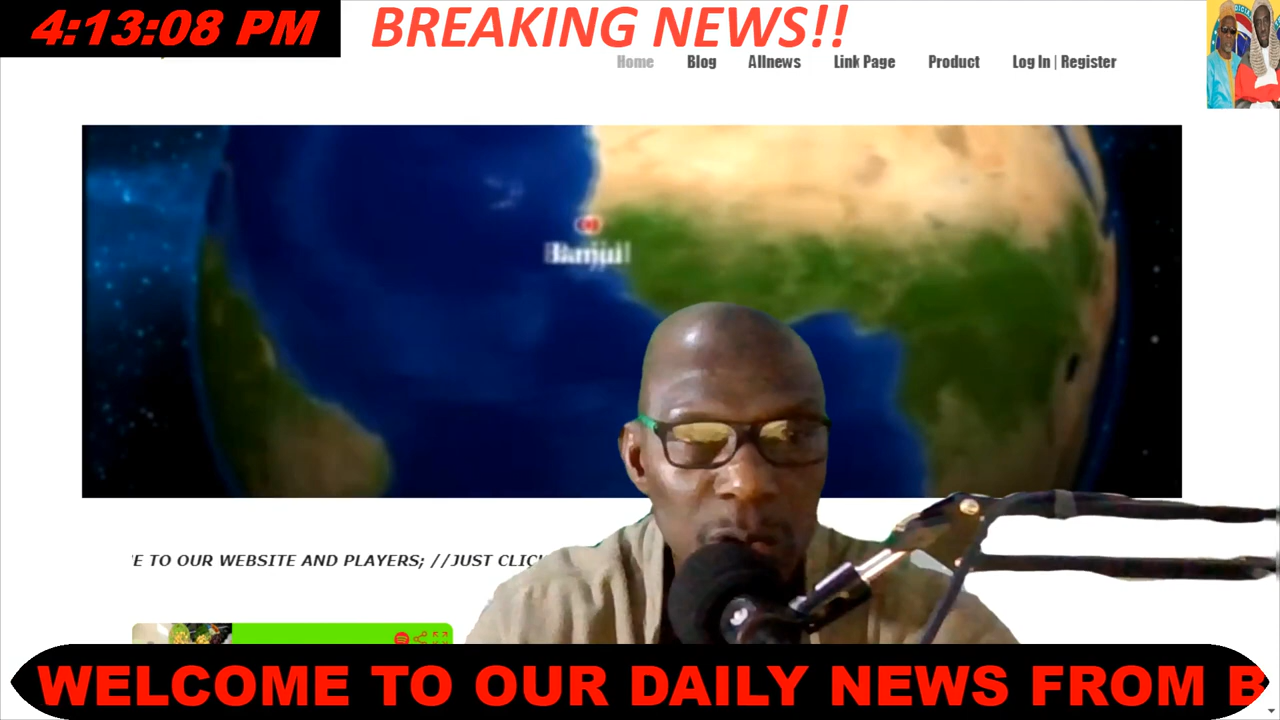 4:13:08 PM
BREAKING NEWS!!
Home Blog Allnews Link Page Product Log In | Register
Banjul
E TO OUR WEBSITE AND PLAYERS; //JUST CLIC
WELCOME TO OUR DAILY NEWS FROM B